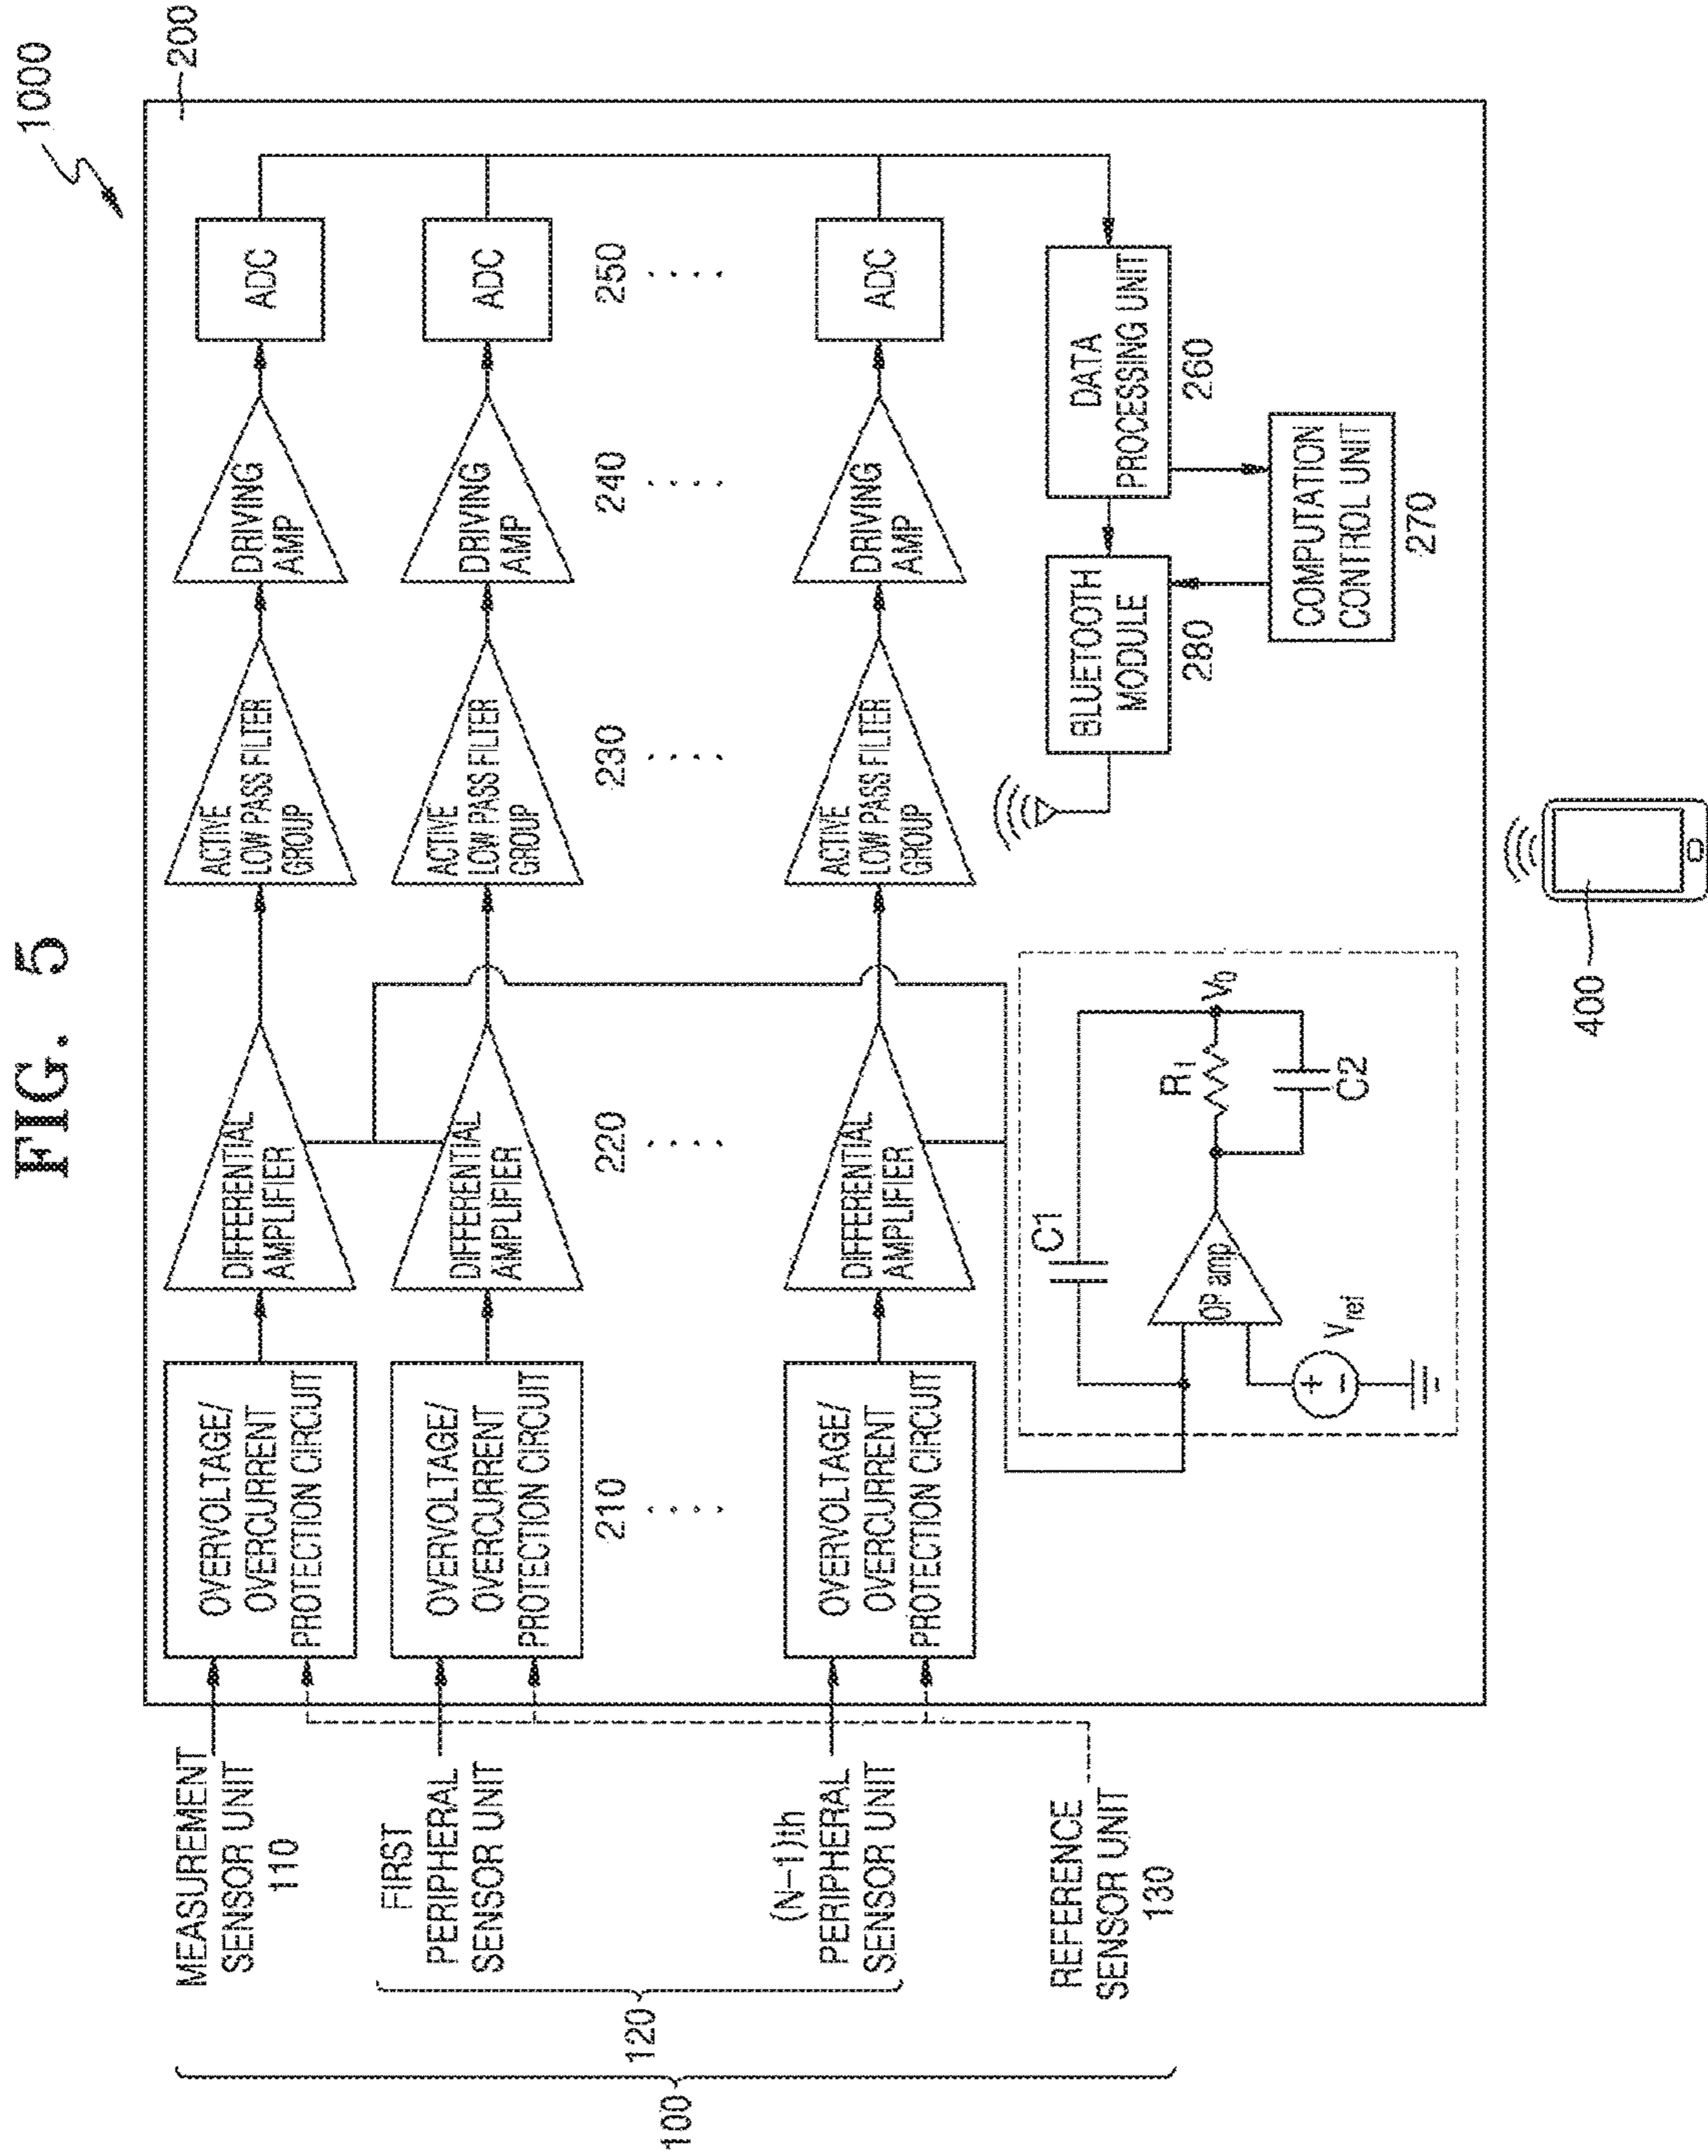 FIG. 5
1000
200
MEASUREMENT
SENSOR UNIT
110
OVERVOLTAGE/
OVERCURRENT
PROTECTION CIRCUIT
DIFFERENTIAL
AMPLIFIER
ACTIVE
LOW PASS FILTER
GROUP
DRIVING
AMP
ADC
FIRST
PERIPHERAL
SENSOR UNIT
OVERVOLTAGE/
OVERCURRENT
PROTECTION CIRCUIT
DIFFERENTIAL
AMPLIFIER
ACTIVE
LOW PASS FILTER
GROUP
DRIVING
AMP
ADC
210
220
230
240
250
120
100
(N-1)th
PERIPHERAL
SENSOR UNIT
OVERVOLTAGE/
OVERCURRENT
PROTECTION CIRCUIT
DIFFERENTIAL
AMPLIFIER
ACTIVE
LOW PASS FILTER
GROUP
DRIVING
AMP
ADC
REFERENCE
SENSOR UNIT
130
C1
OP amp
Vref
+
-
R1
V0
C2
BLUETOOTH
MODULE
280
DATA
PROCESSING UNIT
260
COMPUTATION
CONTROL UNIT
270
400